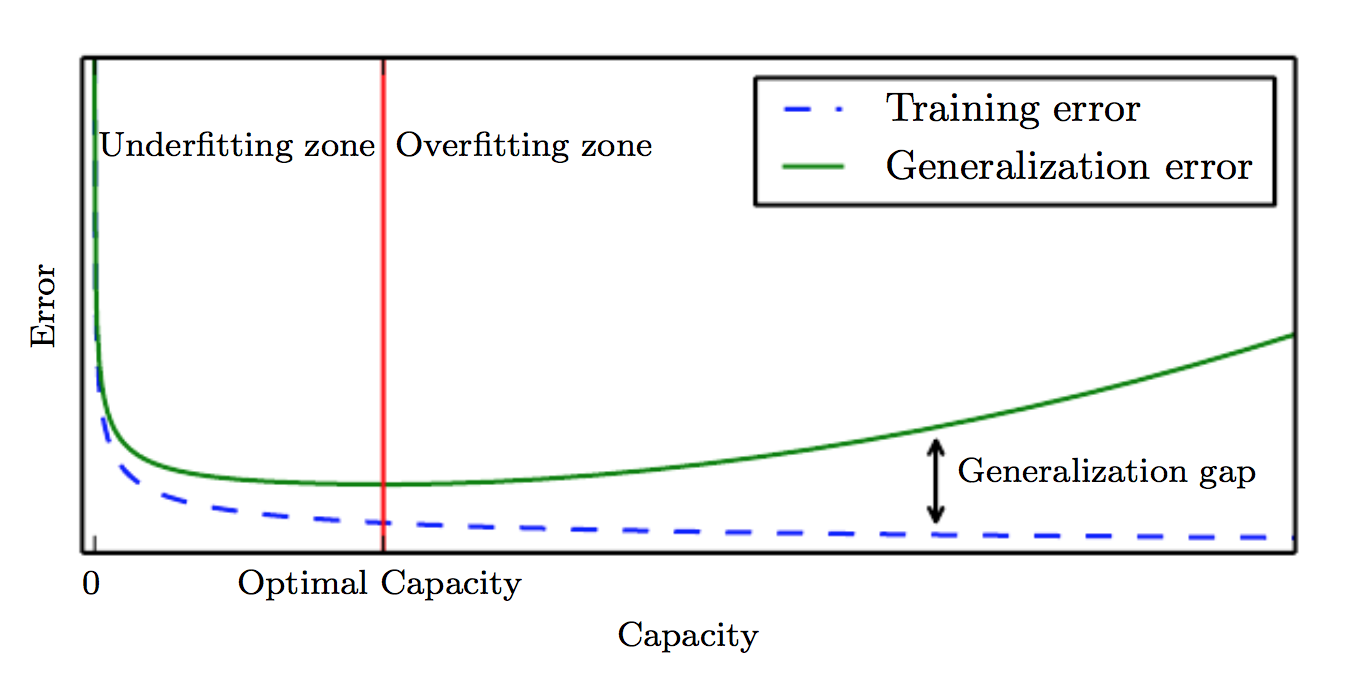 Training error
Underfitting zone
Overfitting zone
Generalization error
Error
Generalization gap
0
Optimal Capacity
Capacity